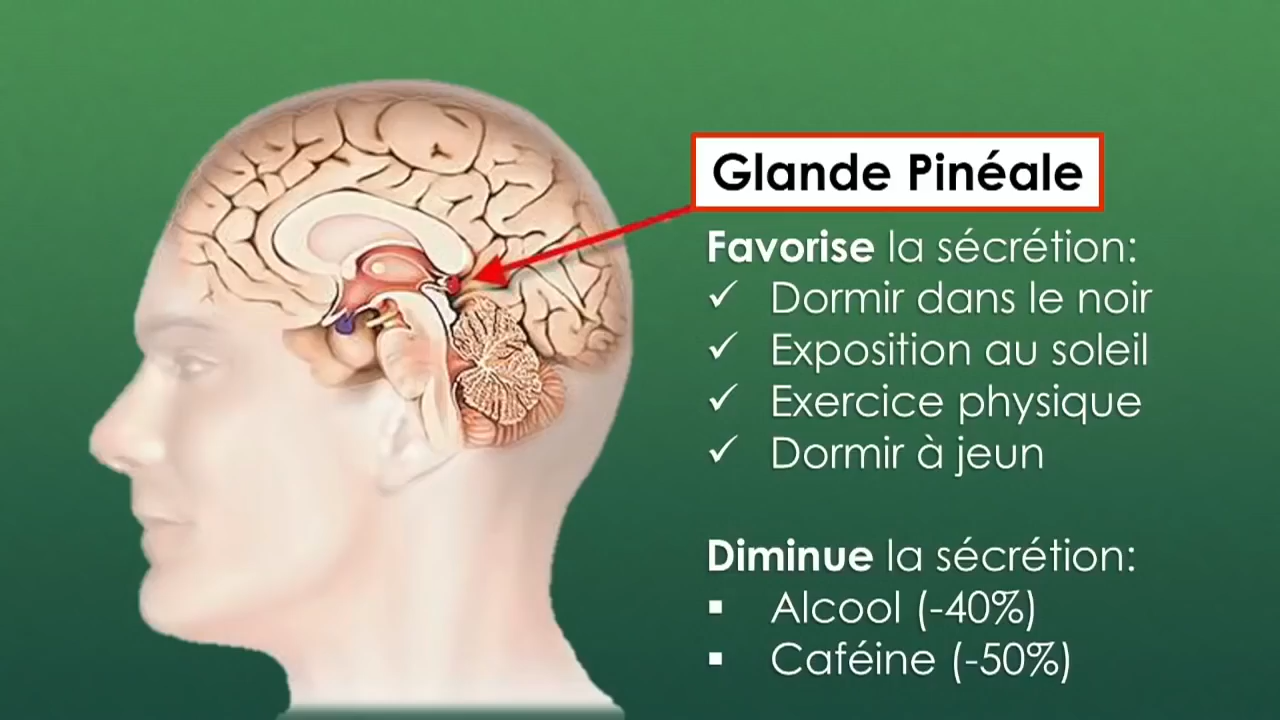 Glande Pinéale
Favorise la sécrétion:
✓ Dormir dans le noir
✓ Exposition au soleil
✓ Exercice physique
✓ Dormir à jeun
Diminue la sécrétion:
▪ Alcool (-40%)
▪ Caféine (-50%)